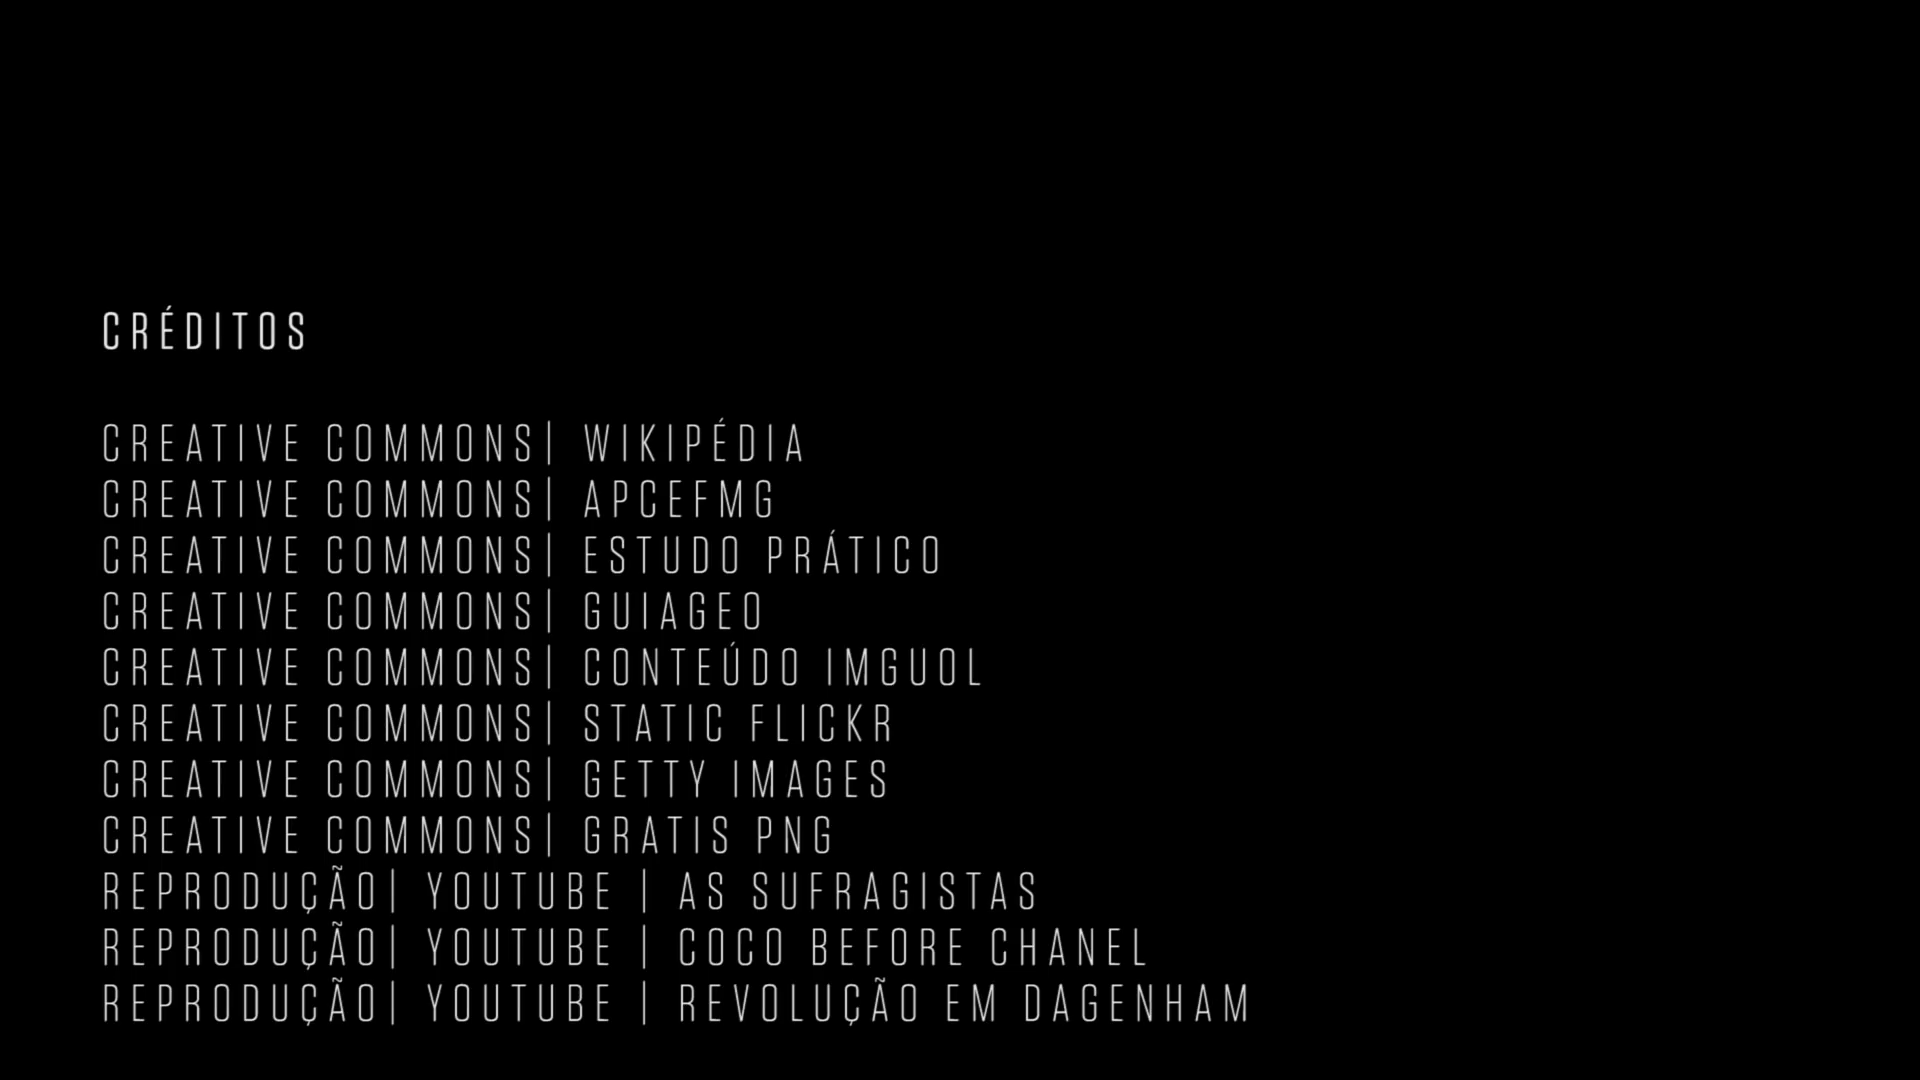 CRÉDITOS
CREATIVE COMMONS| WIKIPÉDIA
CREATIVE COMMONS| APCEFMG
CREATIVE COMMONS| ESTUDO PRÁTICO
CREATIVE COMMONS| GUIAGEO
CREATIVE COMMONS| CONTEÚDO IMGUOL
CREATIVE COMMONS| STATIC FLICKR
CREATIVE COMMONS| GETTY IMAGES
CREATIVE COMMONS| GRATIS PNG
REPRODUÇÃO| YOUTUBE | AS SUFRAGISTAS
REPRODUÇÃO| YOUTUBE | COCO BEFORE CHANEL
REPRODUÇÃO| YOUTUBE | REVOLUÇÃO EM DAGENHAM